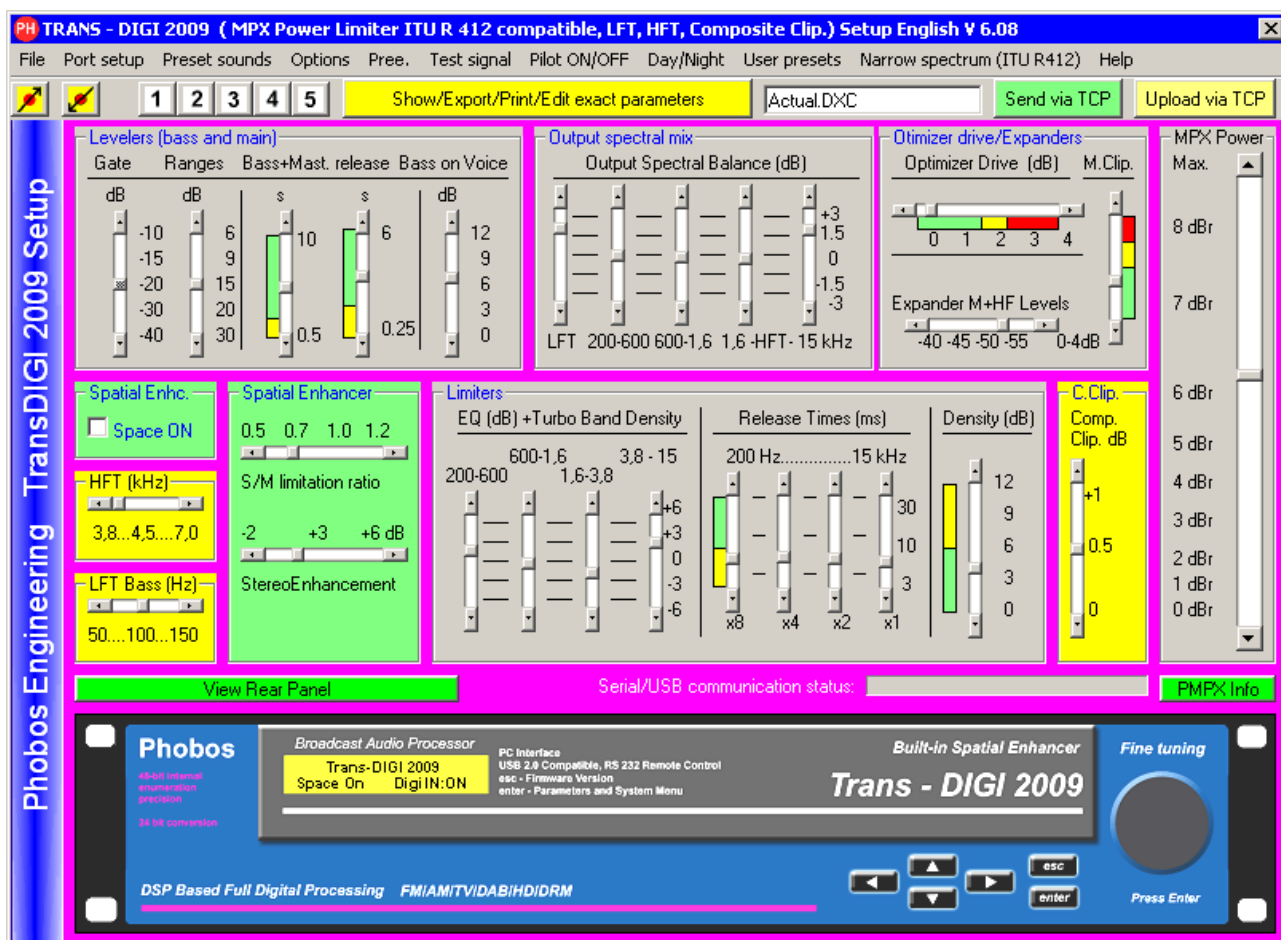 PH TRANS - DIGI 2009 ( MPX Power Limiter ITU R 412 compatible, LFT, HFT, Composite Clip.) Setup English V 6.08
File Port setup Preset sounds Options Pree. Test signal Pilot ON/OFF Day/Night User presets Narrow spectrum (ITU R412) Help
1 2 3 4 5 Show/Export/Print/Edit exact parameters Actual.DXC Send via TCP Upload via TCP
Phobos Engineering TransDIGI 2009 Setup
Levelers (bass and main)
Gate Ranges Bass+Mast. release Bass on Voice
dB dB s s dB
-10 6 10 6 12
-15 9 9
-20 15 6
-30 20 3
-40 30 0.5 0.25 0
Output spectral mix
Output Spectral Balance (dB)
+3
1.5
0
-1.5
-3
LFT 200-600 600-1,6 1,6 -HFT- 15 kHz
Otimizer drive/Expanders
Optimizer Drive (dB) M.Clip.
0 1 2 3 4
Expander M+HF Levels
-40 -45 -50 -55 0-4dB
MPX Power
Max.
8 dBr
7 dBr
6 dBr
5 dBr
4 dBr
3 dBr
2 dBr
1 dBr
0 dBr
Spatial Enhc.
Space ON
HFT (kHz)
3,8...4,5....7,0
LFT Bass (Hz)
50....100...150
Spatial Enhancer
0.5 0.7 1.0 1.2
S/M limitation ratio
-2 +3 +6 dB
StereoEnhancement
Limiters
EQ (dB) +Turbo Band Density
600-1,6 3,8 - 15
200-600 1,6-3,8
+6
+3
0
-3
-6
Release Times (ms)
200 Hz.............15 kHz
30
10
3
x8 x4 x2 x1
Density (dB)
12
9
6
3
0
C.Clip.
Comp.
Clip. dB
+1
0.5
0
View Rear Panel Serial/USB communication status: PMPX Info
Phobos
48-bit internal
enumeration
precision
24 bit conversion
Broadcast Audio Processor
Trans-DIGI 2009
Space On DigiIN:ON
PC Interface
USB 2.0 Compatible, RS 232 Remote Control
esc - Firmware Version
enter - Parameters and System Menu
Built-in Spatial Enhancer
Trans - DIGI 2009
Fine tuning
esc
enter
Press Enter
DSP Based Full Digital Processing FM/AM/TV/DAB/HD/DRM